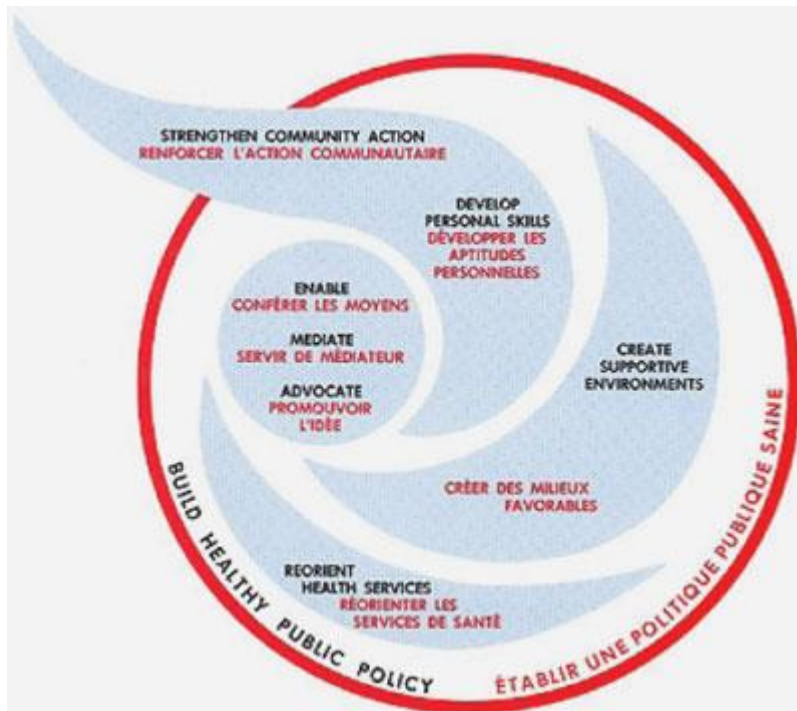 STRENGTHEN COMMUNITY ACTION
RENFORCER L'ACTION COMMUNAUTAIRE
DEVELOP
PERSONAL SKILLS
DÉVELOPPER LES
APTITUDES
PERSONNELLES
ENABLE
CONFÉRER LES MOYENS
MEDIATE
SERVIR DE MÉDIATEUR
ADVOCATE
PROMOUVOIR
L'IDÈE
CREATE
SUPPORTIVE
ENVIRONMENTS
CRÉER DES MILIEUX
FAVORABLES
REORIENT
HEALTH SERVICES
RÉORIENTER LES
SERVICES DE SANTÈ
BUILD HEALTHY PUBLIC POLICY
ÉTABLIR UNE POLITIQUE PUBLIQUE SAINE